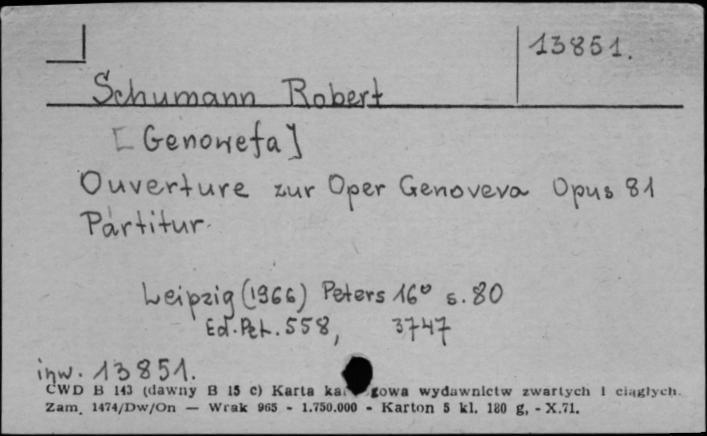 13851.
Schumann Robert
[Genowefa]
Ouverture zur Oper Genoveva Opus 81
Partitur.
Leipzig (1966) Peters 16° s. 80
Ed. Pet. 558, 3747
inw. 13851.
CWD B 143 (dawny B 15 c) Karta ka gowa wydawnictw zwartych i ciągłych.
Zam. 1474/Dw/On — Wrak 965 - 1.750.000 - Karton 5 kl. 180 g, - X.71.